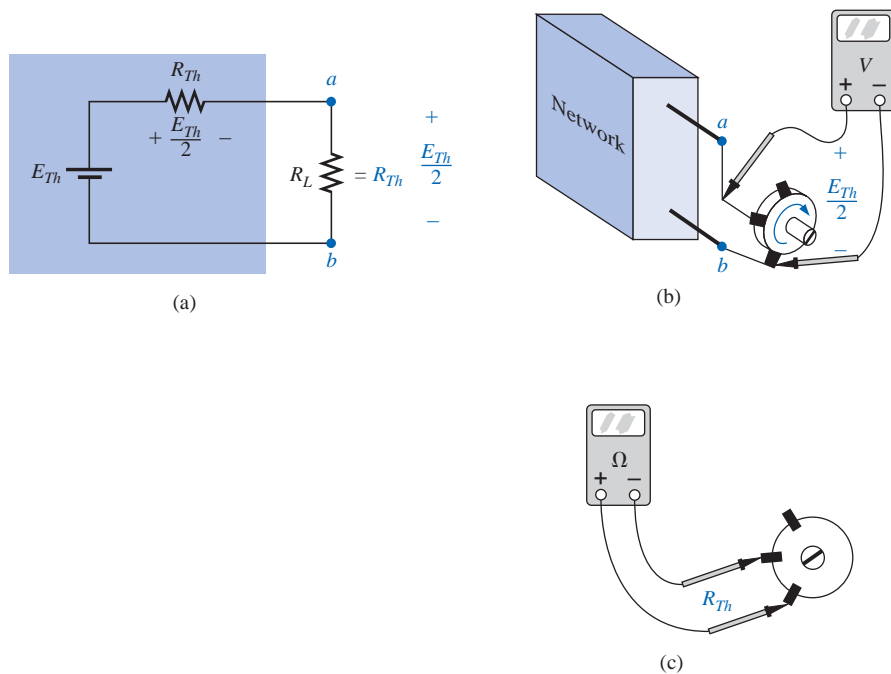 R_Th
+ E_Th/2 −
E_Th
a
R_L = R_Th
+
E_Th/2
−
b
(a)
Network
a
b
V
+ −
+
E_Th/2
−
(b)
Ω
+ −
R_Th
(c)